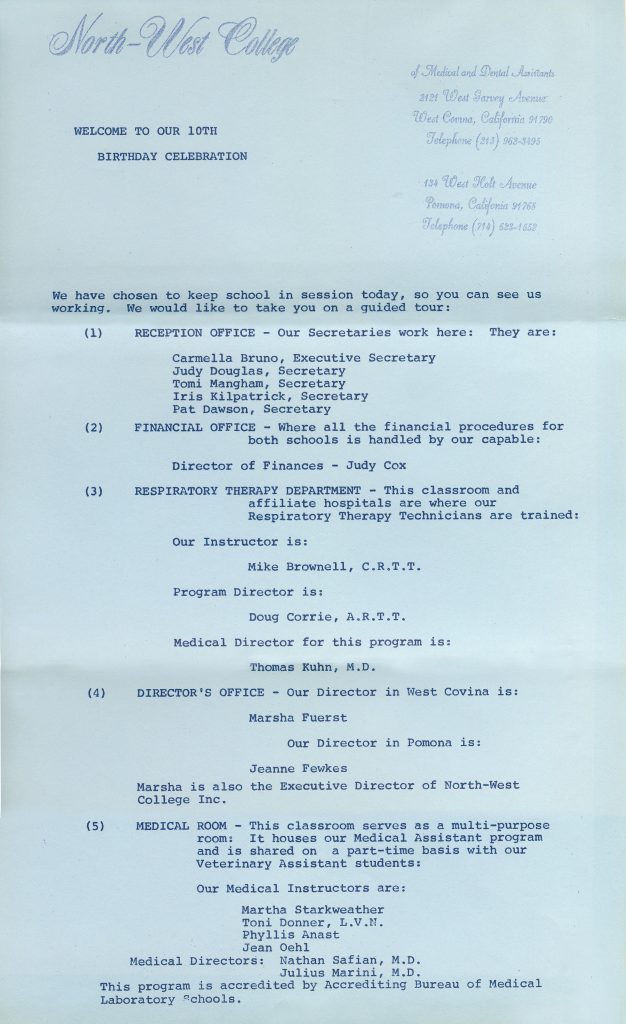 North-West College
of Medical and Dental Assistants
2121 West Garvey Avenue
West Covina, California 91790
Telephone (213) 962-3495
134 West Holt Avenue
Pomona, Califonia 91768
Telephone (714) 623-1552
WELCOME TO OUR 10TH
BIRTHDAY CELEBRATION
We have chosen to keep school in session today, so you can see us
working. We would like to take you on a guided tour:
(1) RECEPTION OFFICE - Our Secretaries work here: They are:
Carmella Bruno, Executive Secretary
Judy Douglas, Secretary
Tomi Mangham, Secretary
Iris Kilpatrick, Secretary
Pat Dawson, Secretary
(2) FINANCIAL OFFICE - Where all the financial procedures for
both schools is handled by our capable:
Director of Finances - Judy Cox
(3) RESPIRATORY THERAPY DEPARTMENT - This classroom and
affiliate hospitals are where our
Respiratory Therapy Technicians are trained:
Our Instructor is:
Mike Brownell, C.R.T.T.
Program Director is:
Doug Corrie, A.R.T.T.
Medical Director for this program is:
Thomas Kuhn, M.D.
(4) DIRECTOR'S OFFICE - Our Director in West Covina is:
Marsha Fuerst
Our Director in Pomona is:
Jeanne Fewkes
Marsha is also the Executive Director of North-West
College Inc.
(5) MEDICAL ROOM - This classroom serves as a multi-purpose
room: It houses our Medical Assistant program
and is shared on a part-time basis with our
Veterinary Assistant students:
Our Medical Instructors are:
Martha Starkweather
Toni Donner, L.V.N.
Phyllis Anast
Jean Oehl
Medical Directors: Nathan Safian, M.D.
Julius Marini, M.D.
This program is accredited by Accrediting Bureau of Medical
Laboratory Schools.